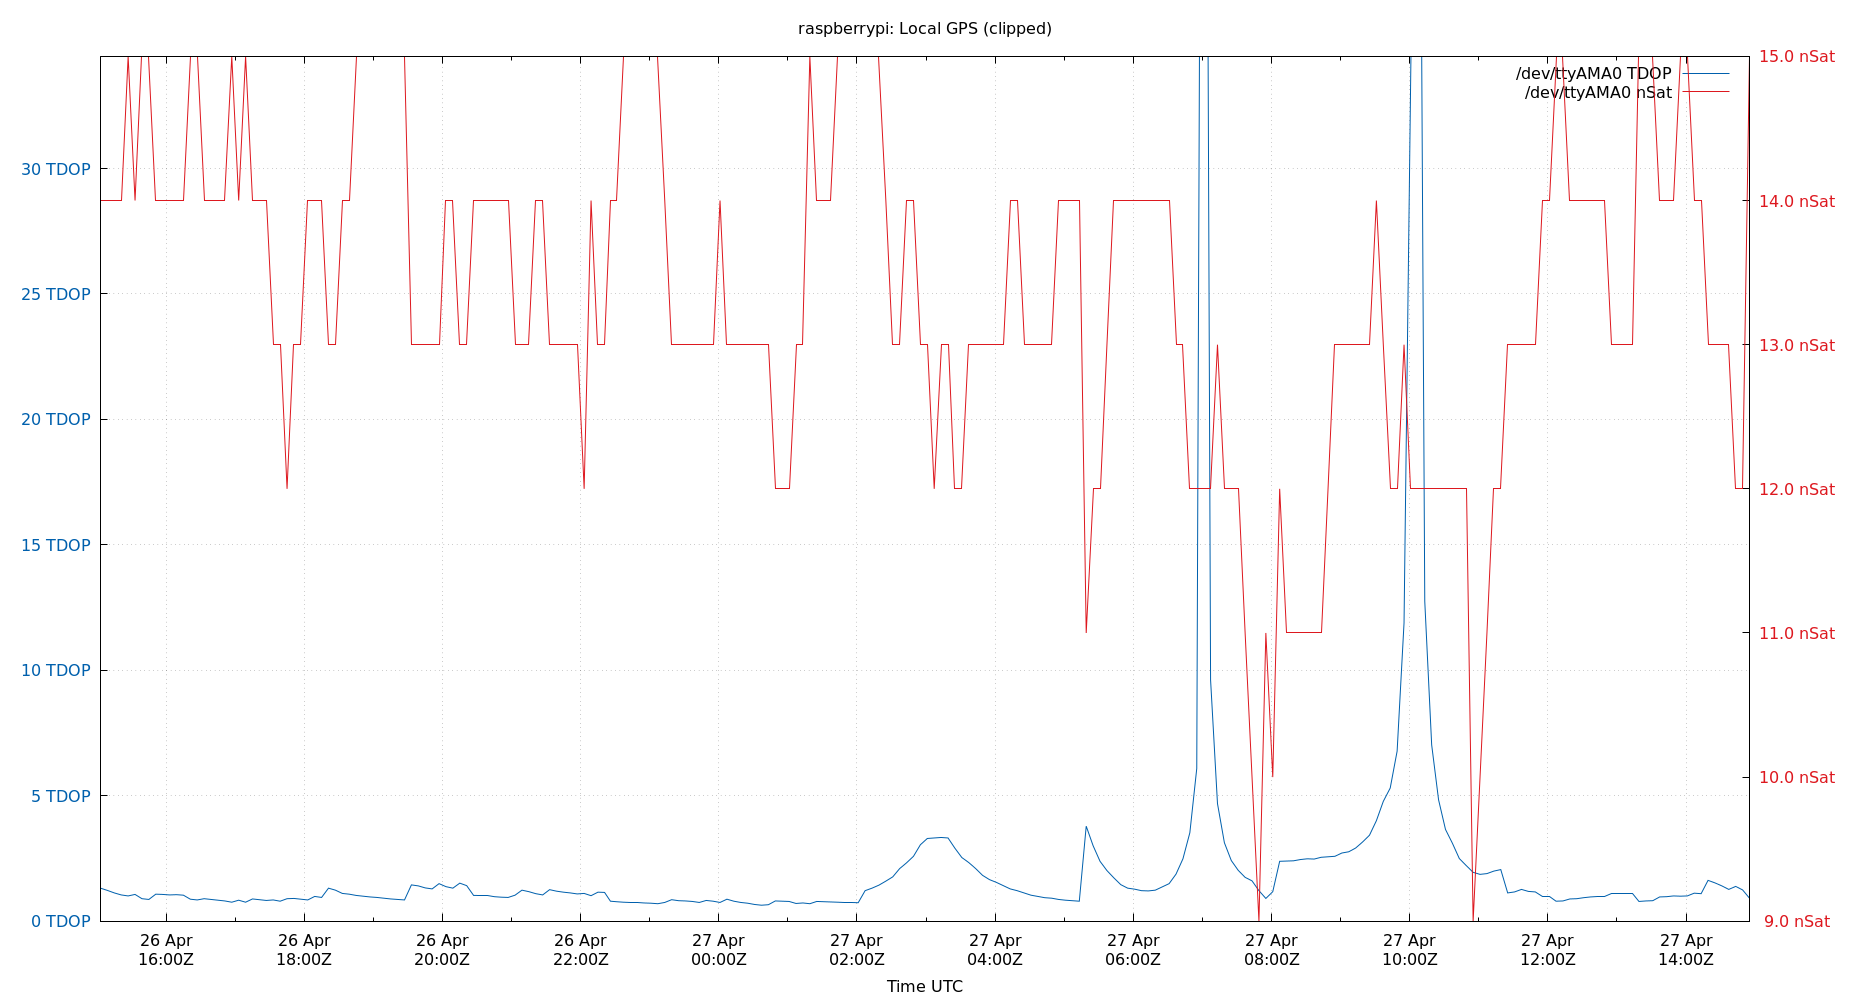 raspberrypi: Local GPS (clipped)
/dev/ttyAMA0 TDOP
/dev/ttyAMA0 nSat
30 TDOP
25 TDOP
20 TDOP
15 TDOP
10 TDOP
5 TDOP
0 TDOP
15.0 nSat
14.0 nSat
13.0 nSat
12.0 nSat
11.0 nSat
10.0 nSat
9.0 nSat
26 Apr 26 Apr 26 Apr 26 Apr 27 Apr 27 Apr 27 Apr 27 Apr 27 Apr 27 Apr 27 Apr 27 Apr
16:00Z 18:00Z 20:00Z 22:00Z 00:00Z 02:00Z 04:00Z 06:00Z 08:00Z 10:00Z 12:00Z 14:00Z
Time UTC